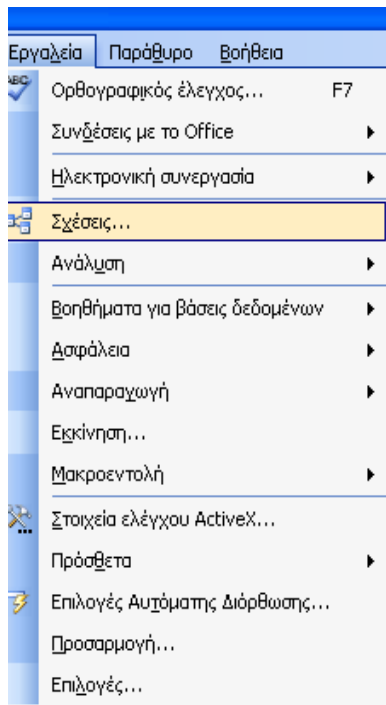 Εργαλεία Παράθυρο Βοήθεια
ABC Ορθογραφικός έλεγχος... F7
Συνδέσεις με το Office
Ηλεκτρονική συνεργασία
Σχέσεις...
Ανάλυση
Βοηθήματα για βάσεις δεδομένων
Ασφάλεια
Αναπαραγωγή
Εκκίνηση...
Μακροεντολή
Στοιχεία ελέγχου ActiveX...
Πρόσθετα
Επιλογές Αυτόματης Διόρθωσης...
Προσαρμογή...
Επιλογές...